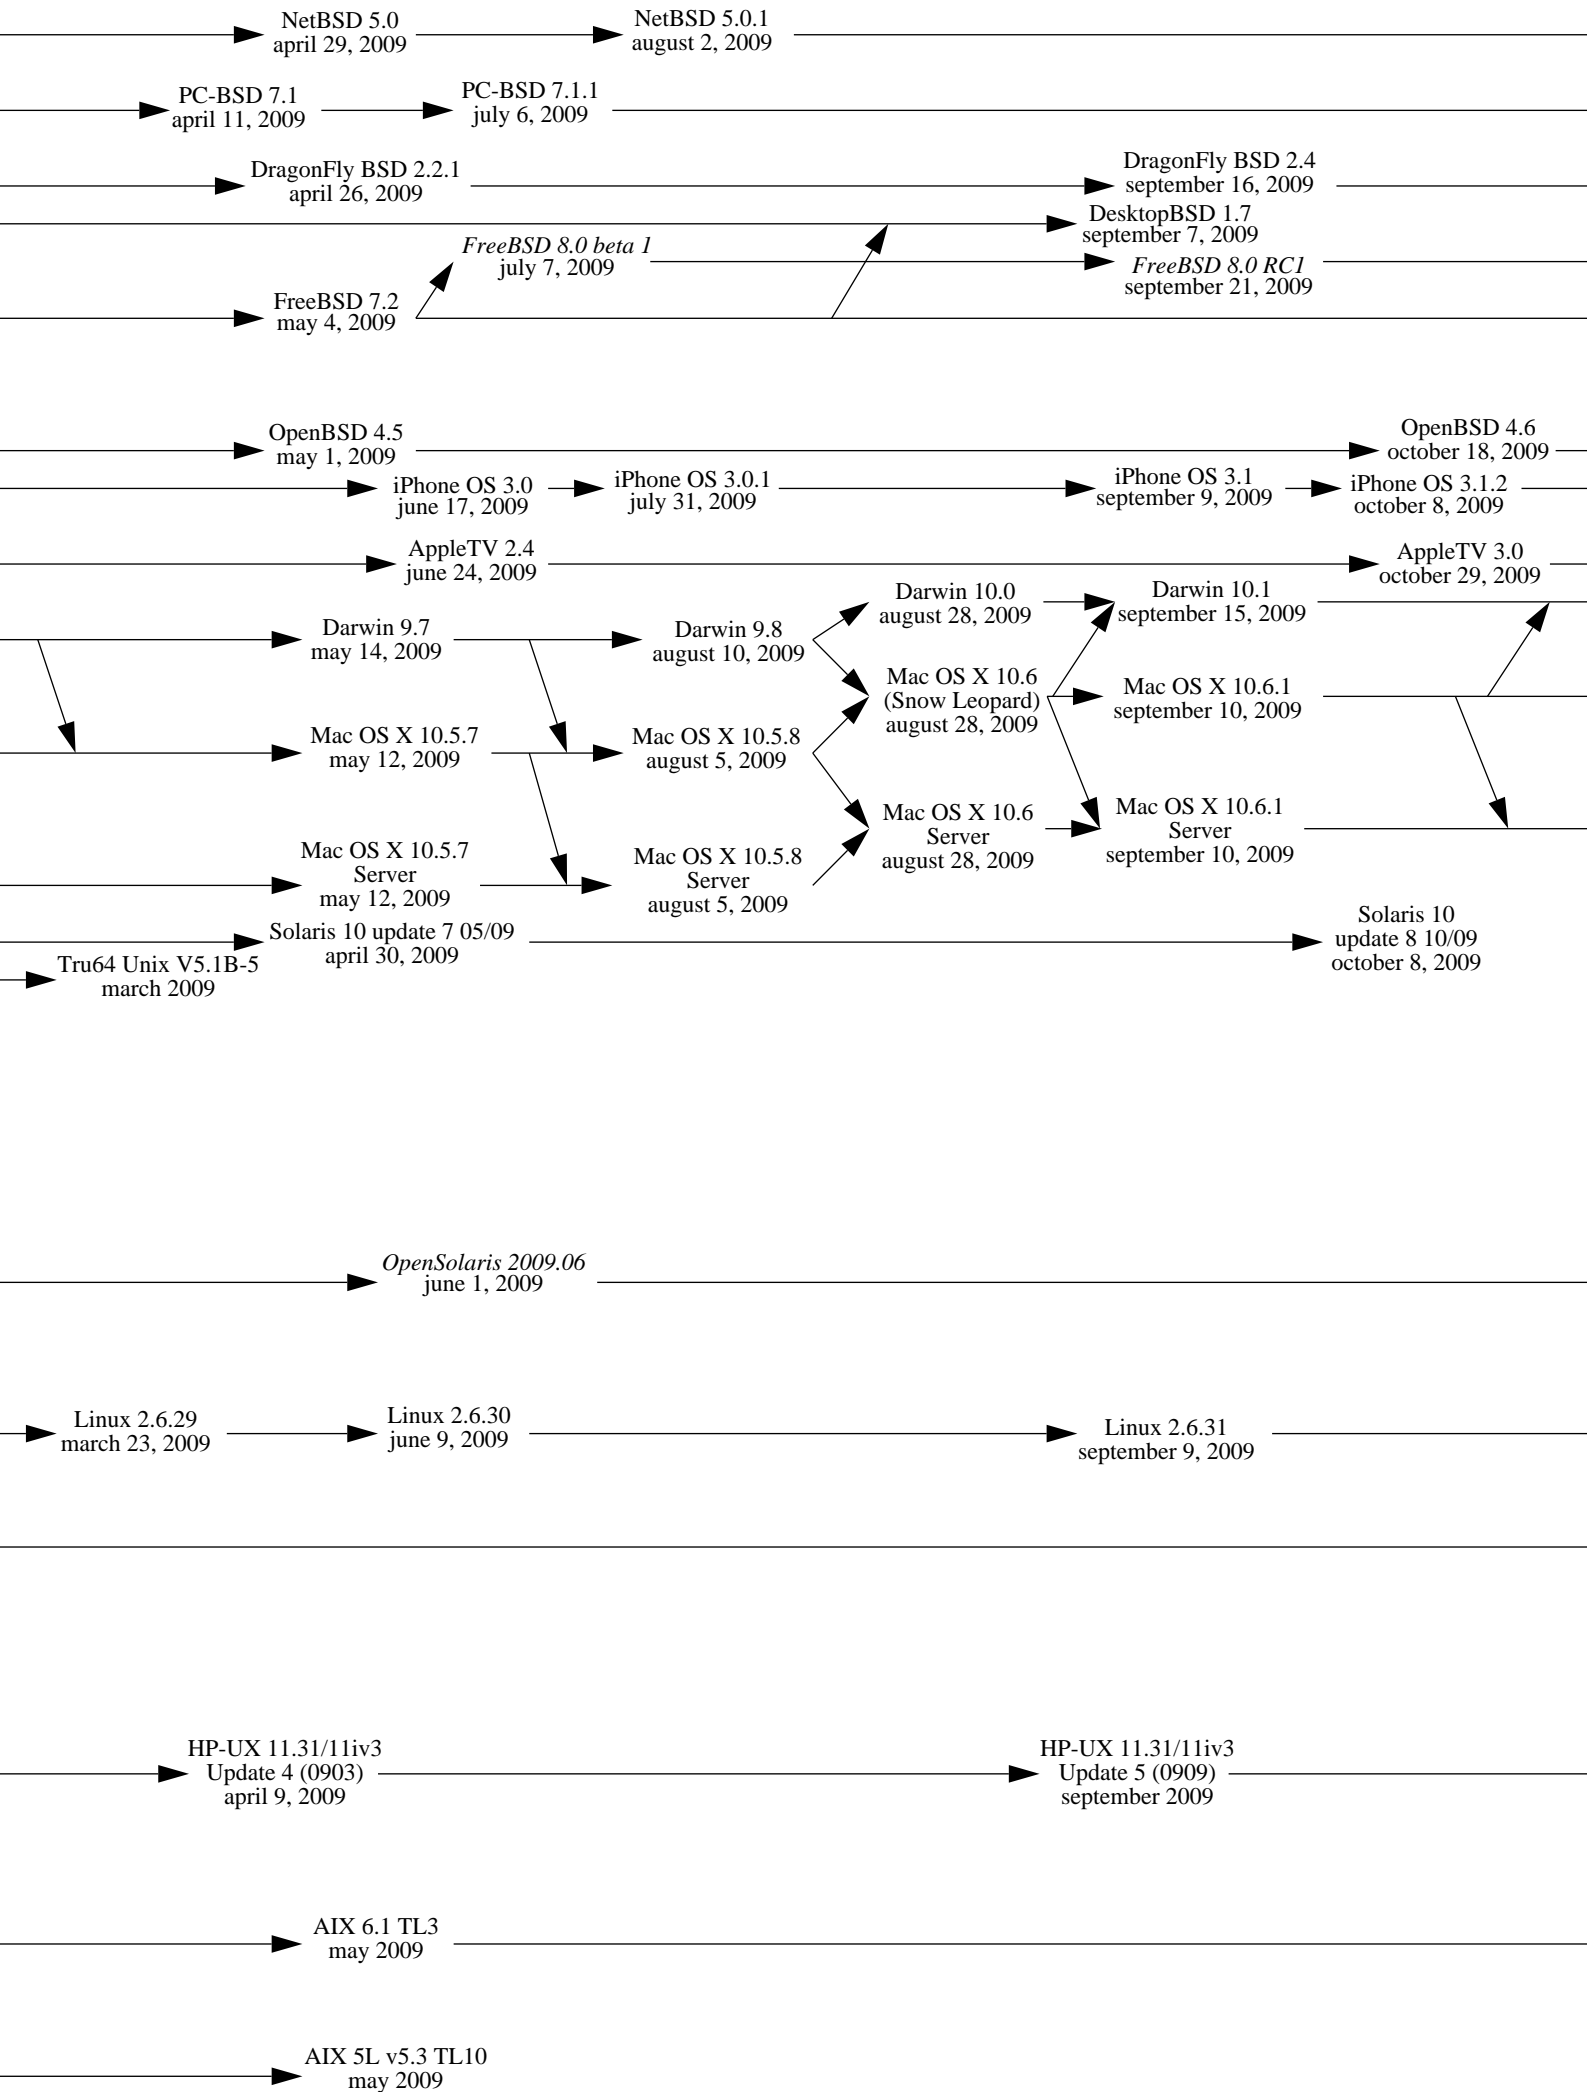 NetBSD 5.0
april 29, 2009
NetBSD 5.0.1
august 2, 2009
PC-BSD 7.1
april 11, 2009
PC-BSD 7.1.1
july 6, 2009
DragonFly BSD 2.2.1
april 26, 2009
DragonFly BSD 2.4
september 16, 2009
DesktopBSD 1.7
september 7, 2009
FreeBSD 8.0 beta 1
july 7, 2009
FreeBSD 8.0 RC1
september 21, 2009
FreeBSD 7.2
may 4, 2009
OpenBSD 4.5
may 1, 2009
OpenBSD 4.6
october 18, 2009
iPhone OS 3.0
june 17, 2009
iPhone OS 3.0.1
july 31, 2009
iPhone OS 3.1
september 9, 2009
iPhone OS 3.1.2
october 8, 2009
AppleTV 2.4
june 24, 2009
AppleTV 3.0
october 29, 2009
Darwin 10.0
august 28, 2009
Darwin 10.1
september 15, 2009
Darwin 9.7
may 14, 2009
Darwin 9.8
august 10, 2009
Mac OS X 10.6
(Snow Leopard)
august 28, 2009
Mac OS X 10.6.1
september 10, 2009
Mac OS X 10.5.7
may 12, 2009
Mac OS X 10.5.8
august 5, 2009
Mac OS X 10.6
Server
august 28, 2009
Mac OS X 10.6.1
Server
september 10, 2009
Mac OS X 10.5.7
Server
may 12, 2009
Mac OS X 10.5.8
Server
august 5, 2009
Solaris 10 update 7 05/09
april 30, 2009
Solaris 10
update 8 10/09
october 8, 2009
Tru64 Unix V5.1B-5
march 2009
OpenSolaris 2009.06
june 1, 2009
Linux 2.6.29
march 23, 2009
Linux 2.6.30
june 9, 2009
Linux 2.6.31
september 9, 2009
HP-UX 11.31/11iv3
Update 4 (0903)
april 9, 2009
HP-UX 11.31/11iv3
Update 5 (0909)
september 2009
AIX 6.1 TL3
may 2009
AIX 5L v5.3 TL10
may 2009